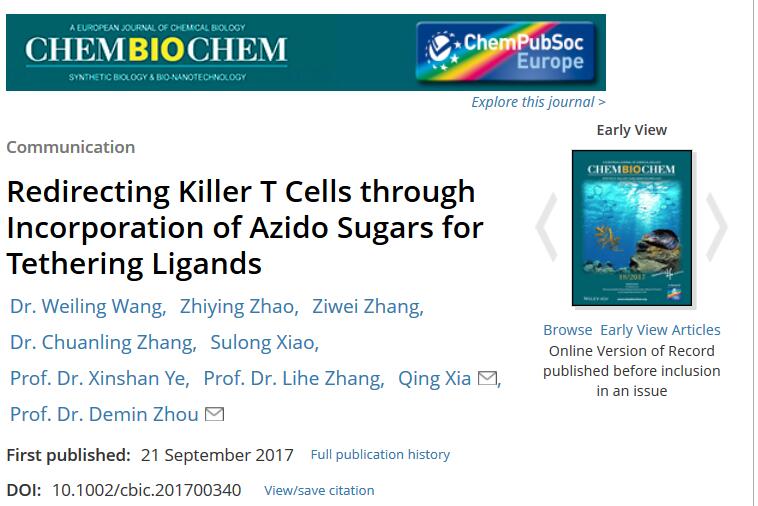 A EUROPEAN JOURNAL OF CHEMICAL BIOLOGY
CHEMBIOCHEM
SYNTHETIC BIOLOGY & BIO-NANOTECHNOLOGY
ChemPubSoc
Europe
Explore this journal >
Communication
Redirecting Killer T Cells through
Incorporation of Azido Sugars for
Tethering Ligands
Dr. Weiling Wang, Zhiying Zhao, Ziwei Zhang,
Dr. Chuanling Zhang, Sulong Xiao,
Prof. Dr. Xinshan Ye, Prof. Dr. Lihe Zhang, Qing Xia,
Prof. Dr. Demin Zhou
First published: 21 September 2017 Full publication history
DOI: 10.1002/cbic.201700340 View/save citation
Early View
CHEMBIOCHEM
18/2017
Browse Early View Articles
Online Version of Record
published before inclusion
in an issue